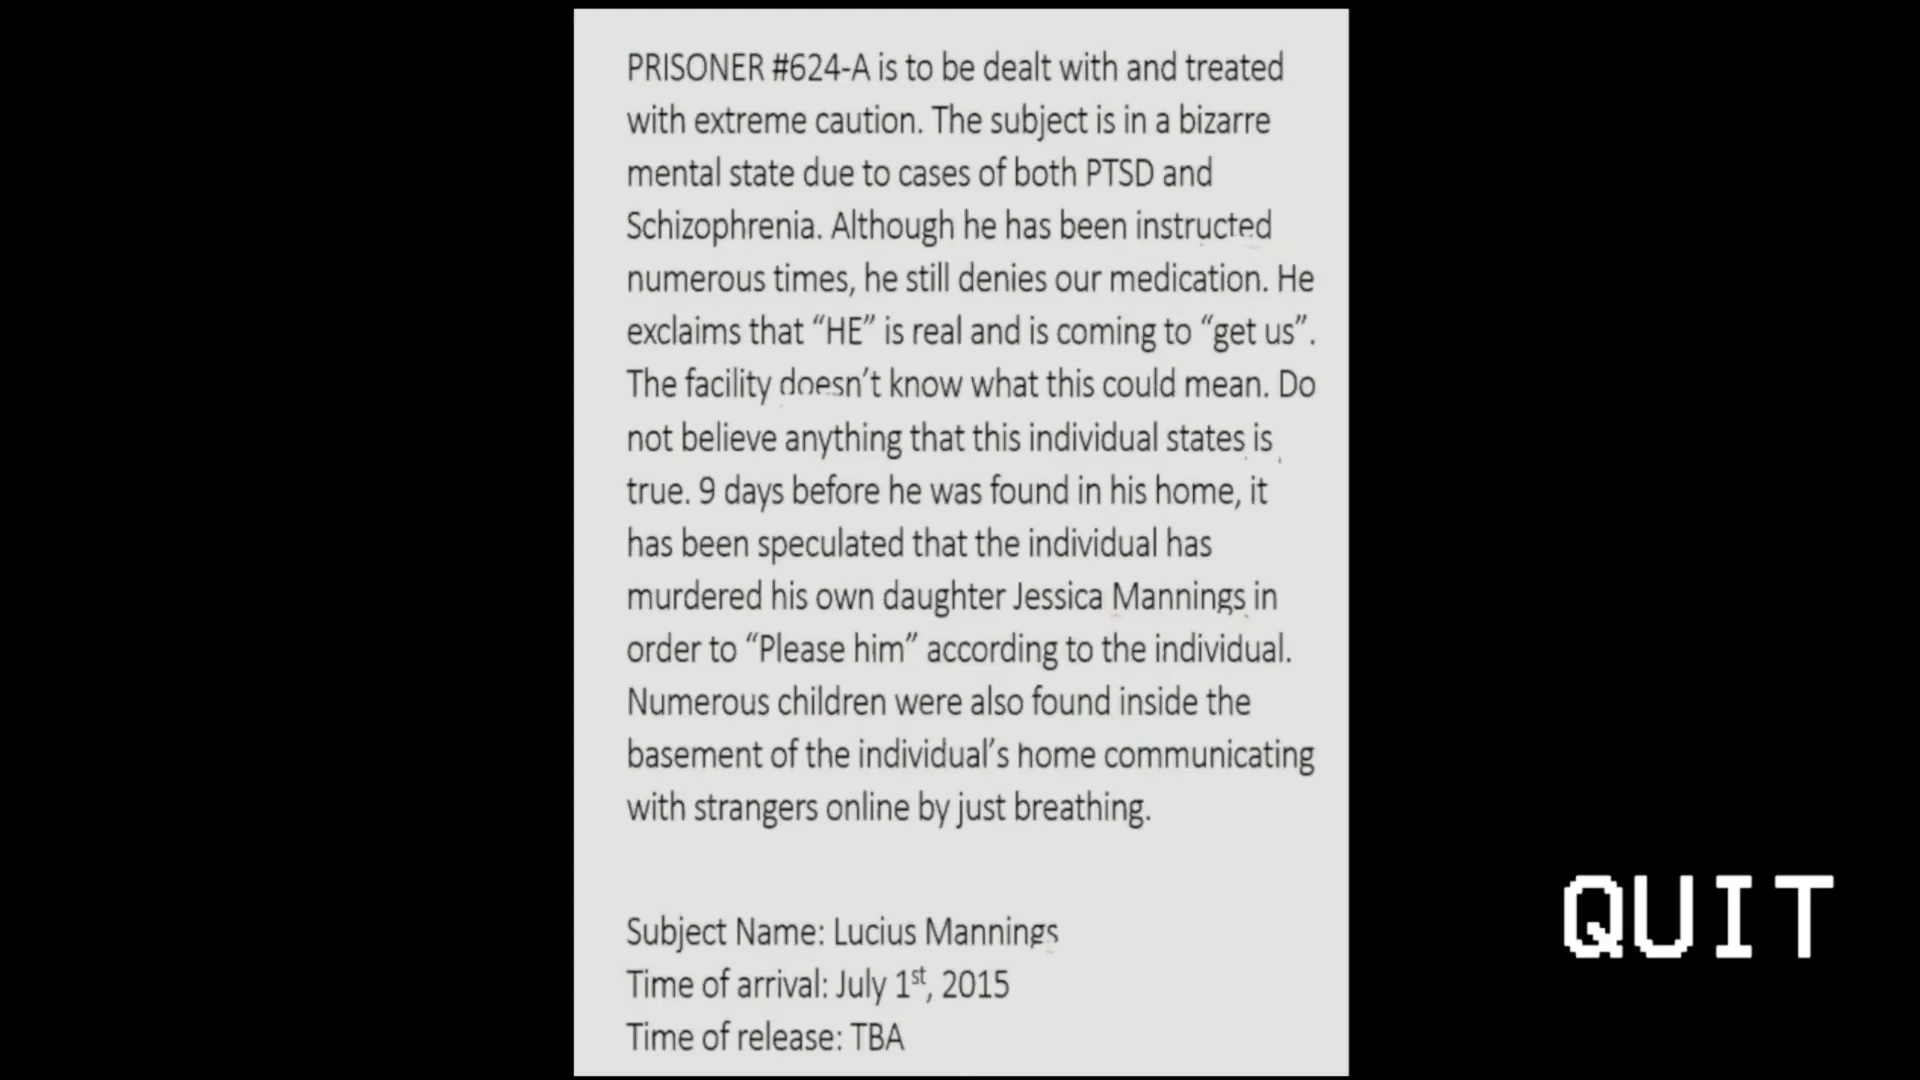 PRISONER #624-A is to be dealt with and treated
with extreme caution. The subject is in a bizarre
mental state due to cases of both PTSD and
Schizophrenia. Although he has been instructed
numerous times, he still denies our medication. He
exclaims that “HE” is real and is coming to “get us”.
The facility doesn’t know what this could mean. Do
not believe anything that this individual states is
true. 9 days before he was found in his home, it
has been speculated that the individual has
murdered his own daughter Jessica Mannings in
order to “Please him” according to the individual.
Numerous children were also found inside the
basement of the individual’s home communicating
with strangers online by just breathing.
Subject Name: Lucius Mannings
Time of arrival: July 1st, 2015
Time of release: TBA
QUIT